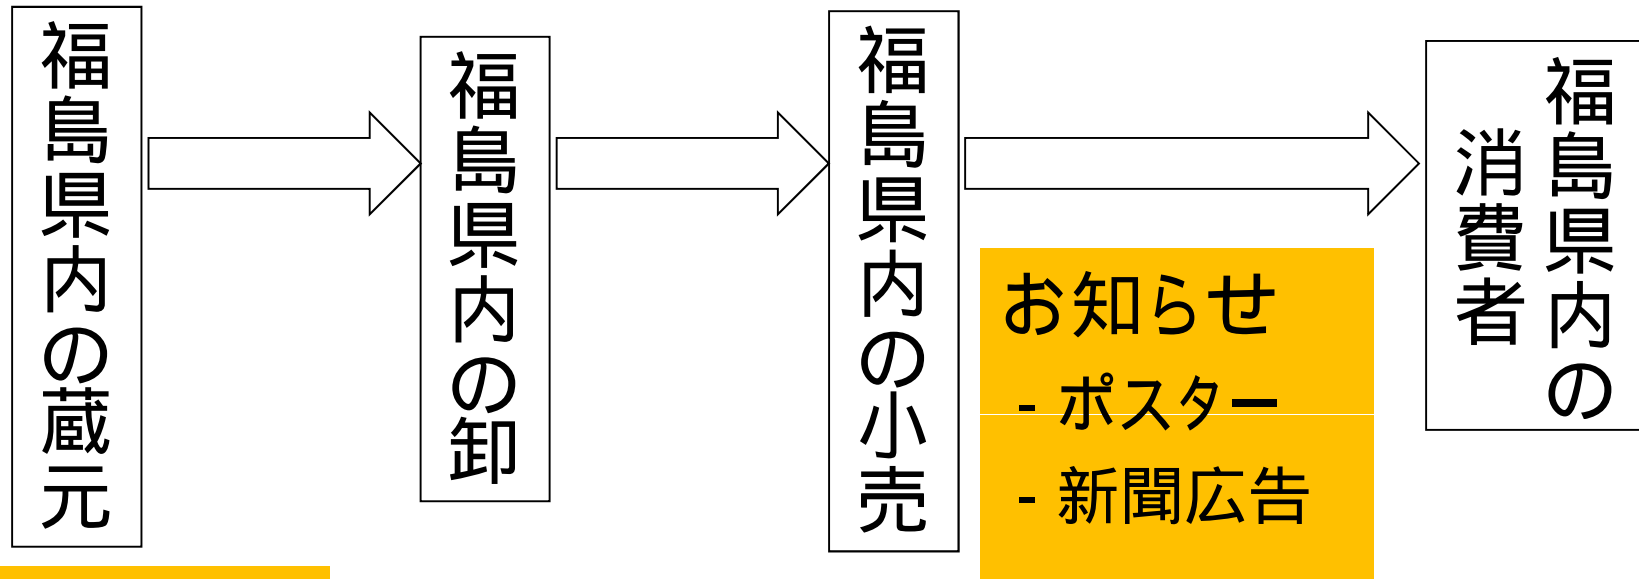 福島県内の蔵元
福島県内の卸
福島県内の小売
福島県内の
消費者
お知らせ
- ポスター
- 新聞広告